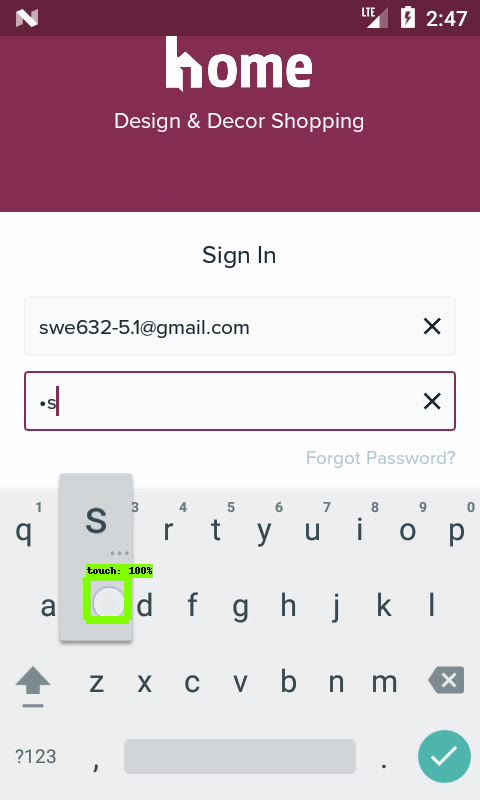 LTE 2:47
home
Design & Decor Shopping
Sign In
swe632-5.1@gmail.com
•s
Forgot Password?
1 3 4 5 6 7 8 9 0
q s r t y u i o p
touch: 100%
a d f g h j k l
z x c v b n m
?123 , .